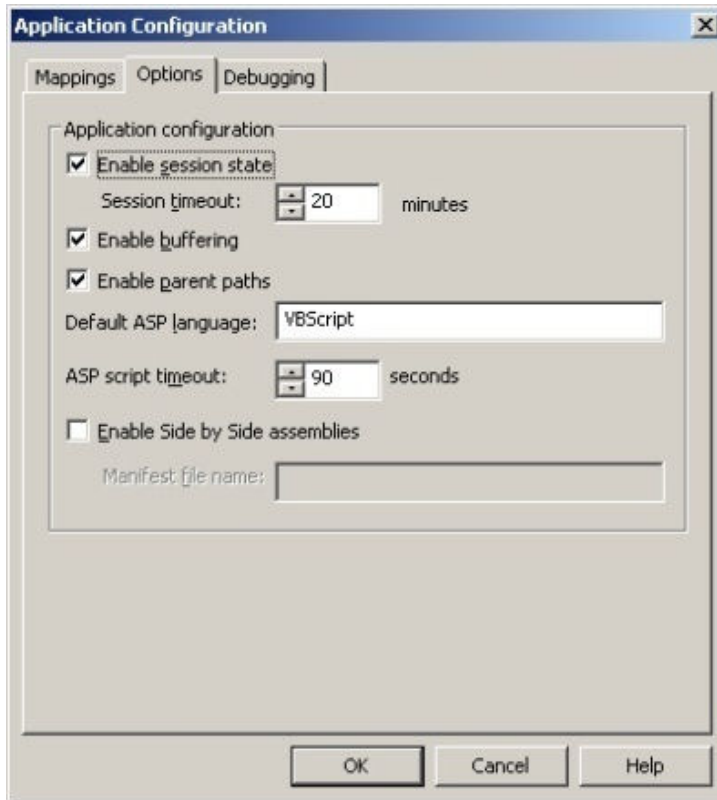 Application Configuration
Mappings Options Debugging
Application configuration
Enable session state
Session timeout: 20 minutes
Enable buffering
Enable parent paths
Default ASP language: VBScript
ASP script timeout: 90 seconds
Enable Side by Side assemblies
Manifest file name:
OK Cancel Help